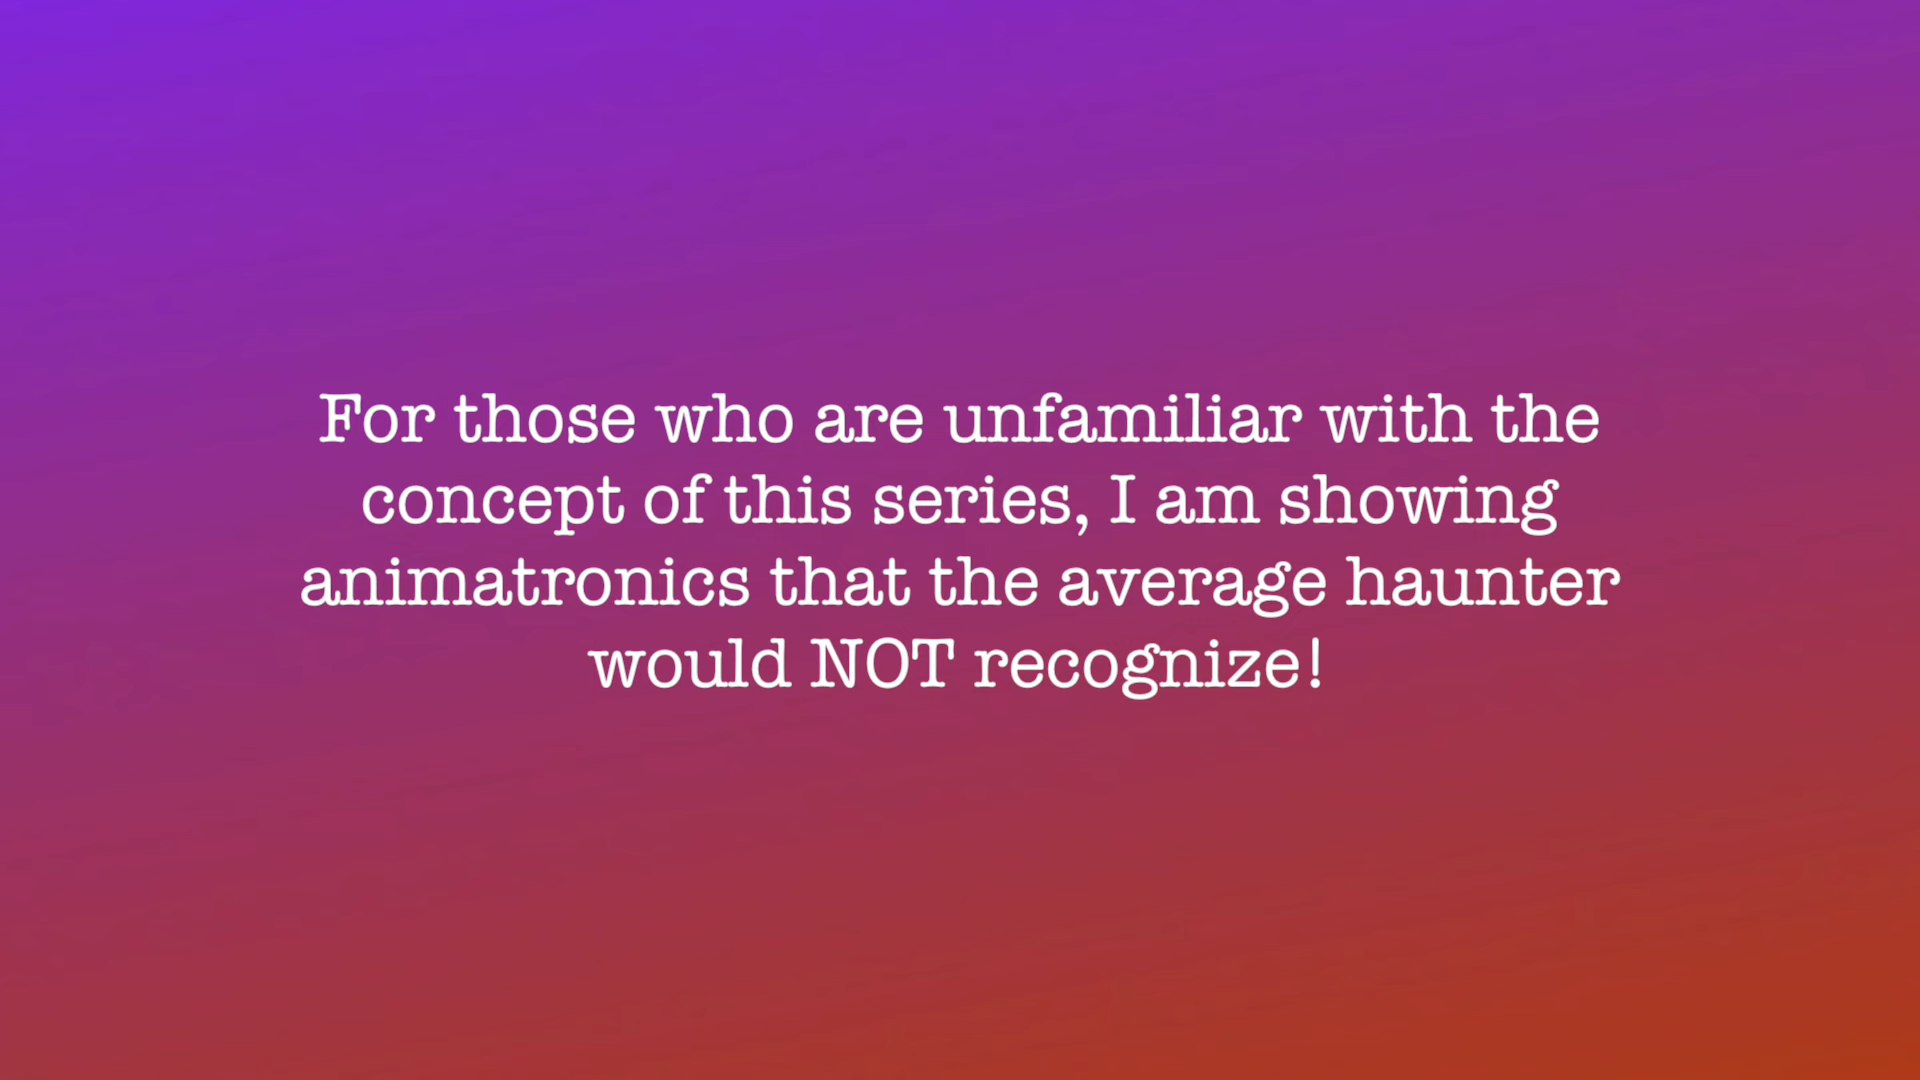 For those who are unfamiliar with the
concept of this series, I am showing
animatronics that the average haunter
would NOT recognize!